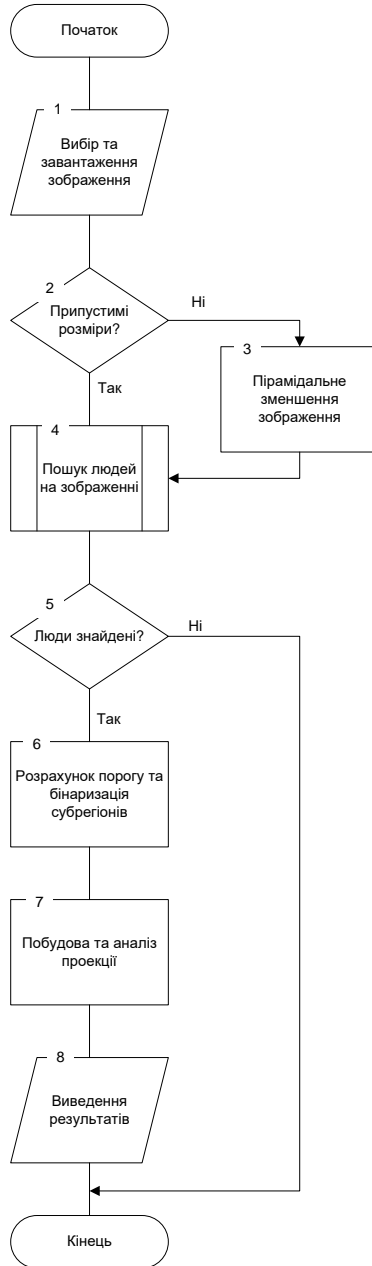 Початок
1
Вибір та
завантаження
зображення
2
Припустимі
розміри?
Ні
Так
3
Пірамідальне
зменшення
зображення
4
Пошук людей
на зображенні
5
Люди знайдені?
Ні
Так
6
Розрахунок порогу та
бінаризація
субрегіонів
7
Побудова та аналіз
проекції
8
Виведення
результатів
Кінець